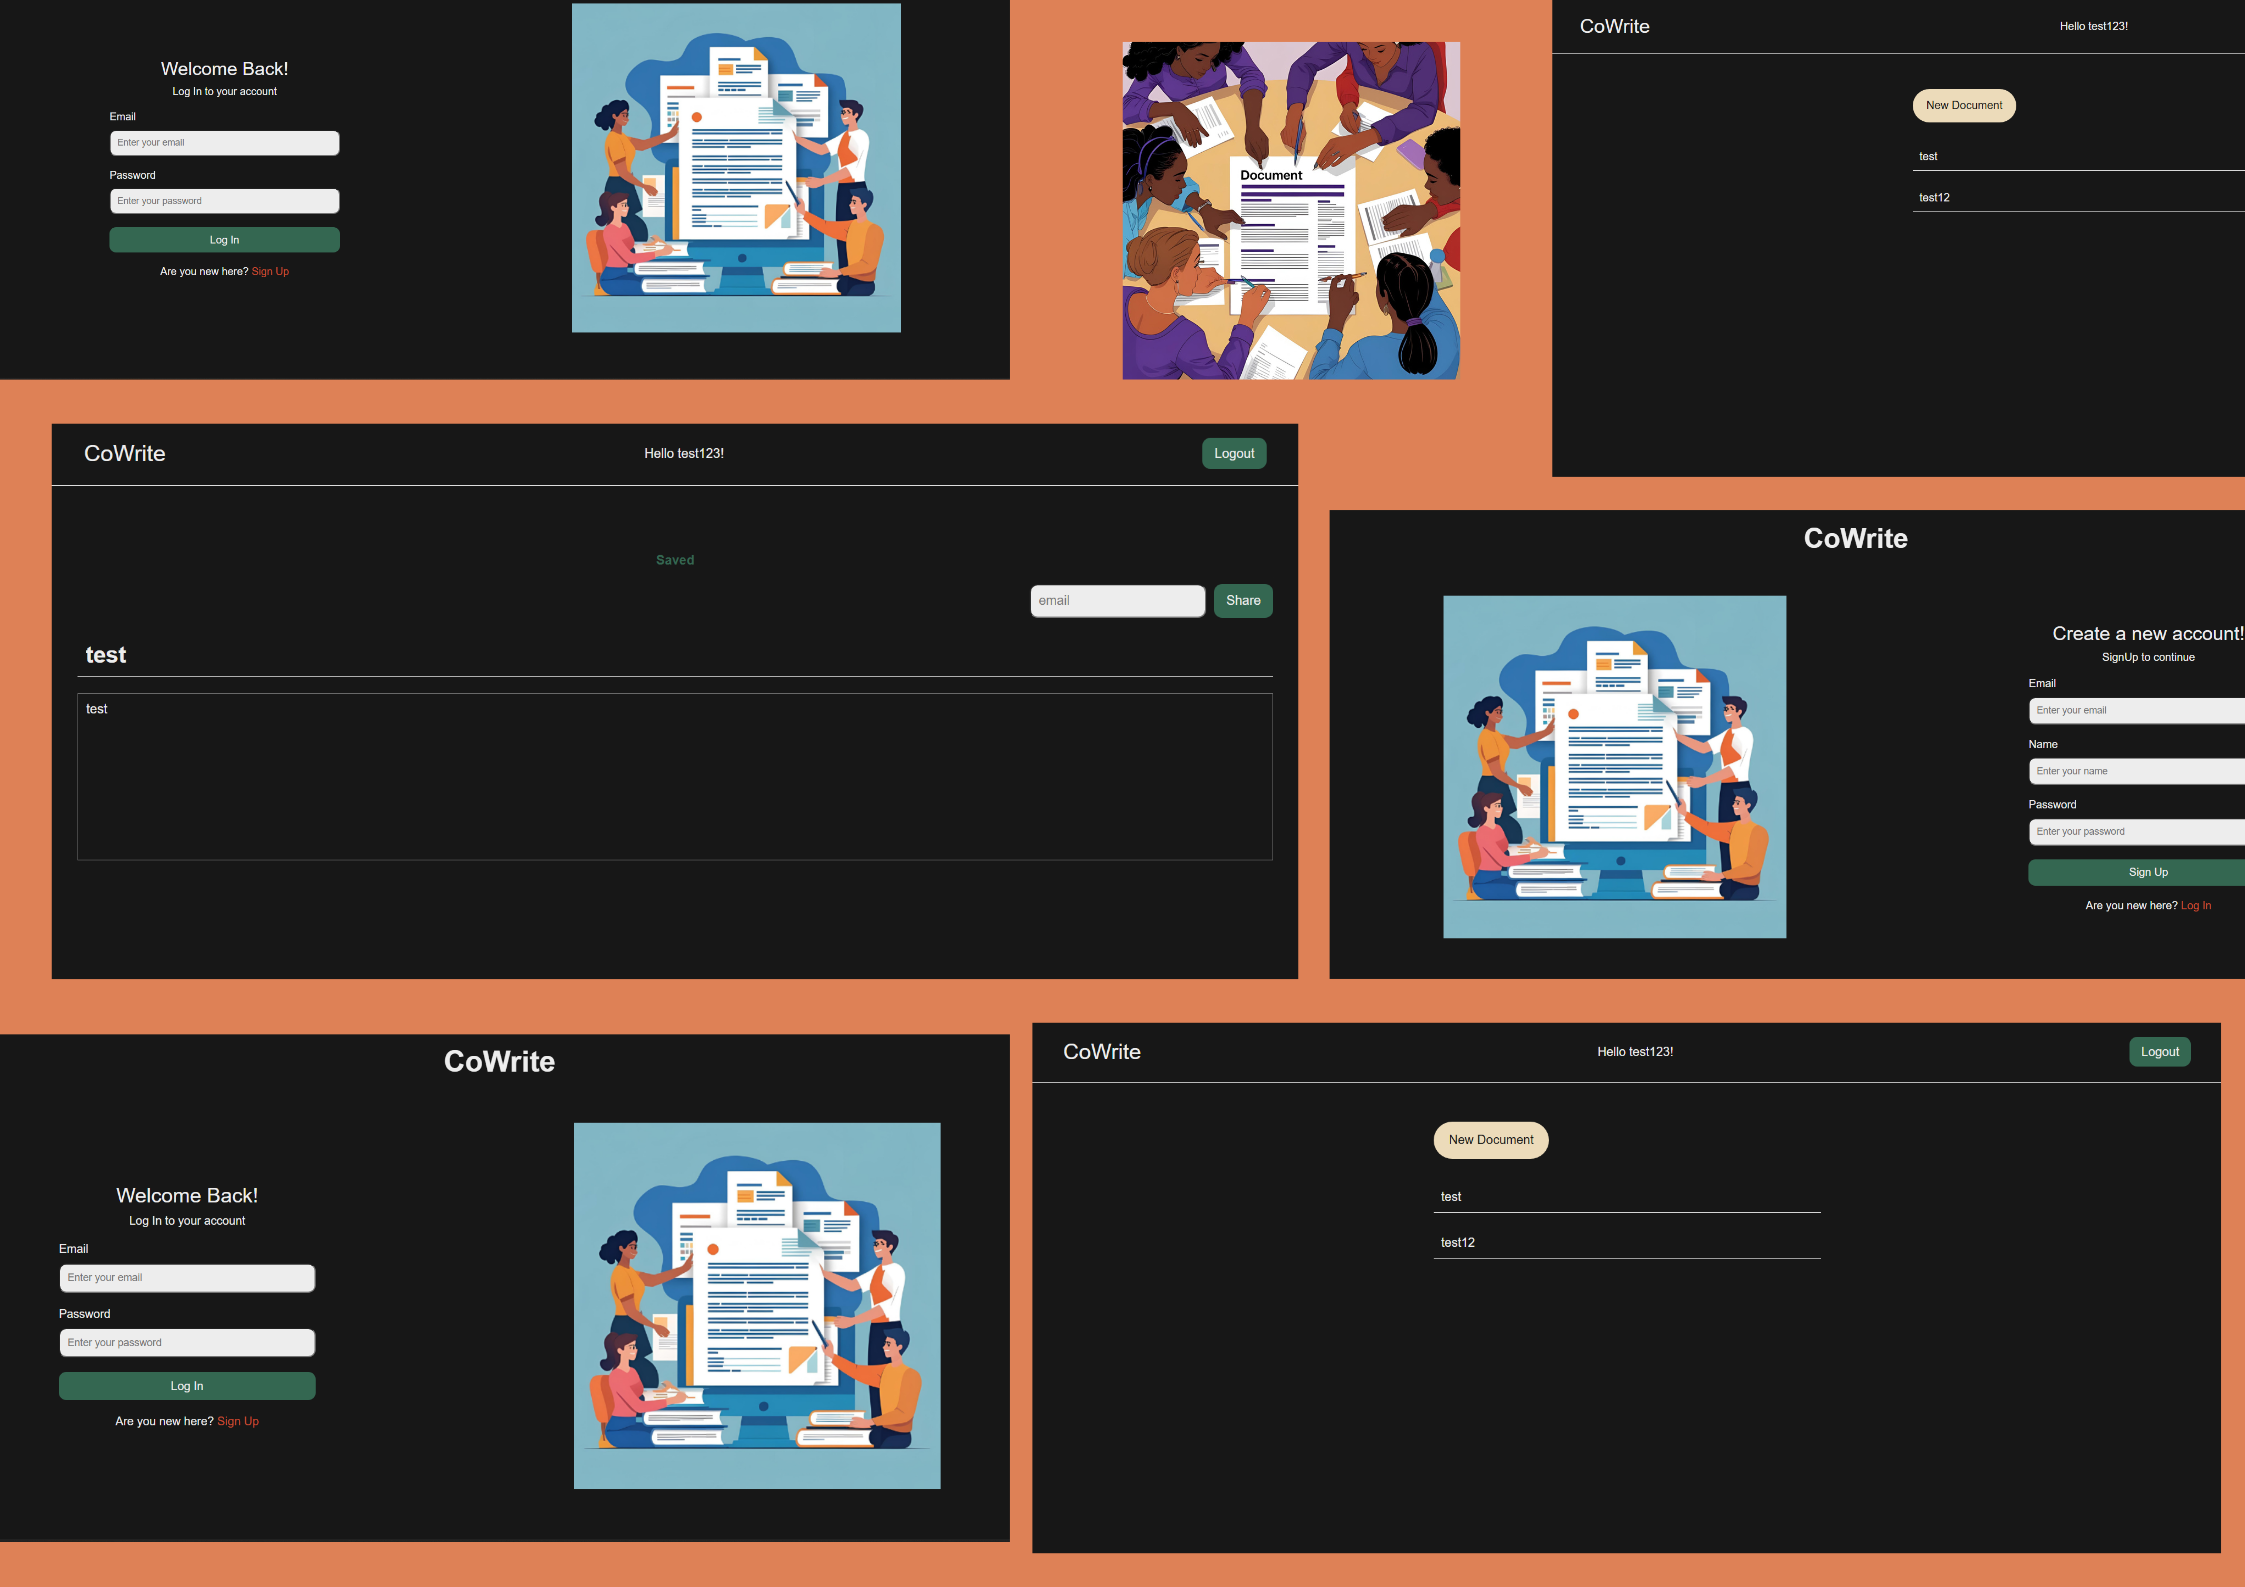 Welcome Back!
Log In to your account
Email
Enter your email
Password
Enter your password
Log In
Are you new here? Sign Up
Document
CoWrite
Hello test123!
New Document
test
test12
CoWrite
Hello test123!
Logout
Saved
email
Share
test
test
CoWrite
Create a new account!
SignUp to continue
Email
Enter your email
Name
Enter your name
Password
Enter your password
Sign Up
Are you new here? Log In
CoWrite
Welcome Back!
Log In to your account
Email
Enter your email
Password
Enter your password
Log In
Are you new here? Sign Up
CoWrite
Hello test123!
Logout
New Document
test
test12